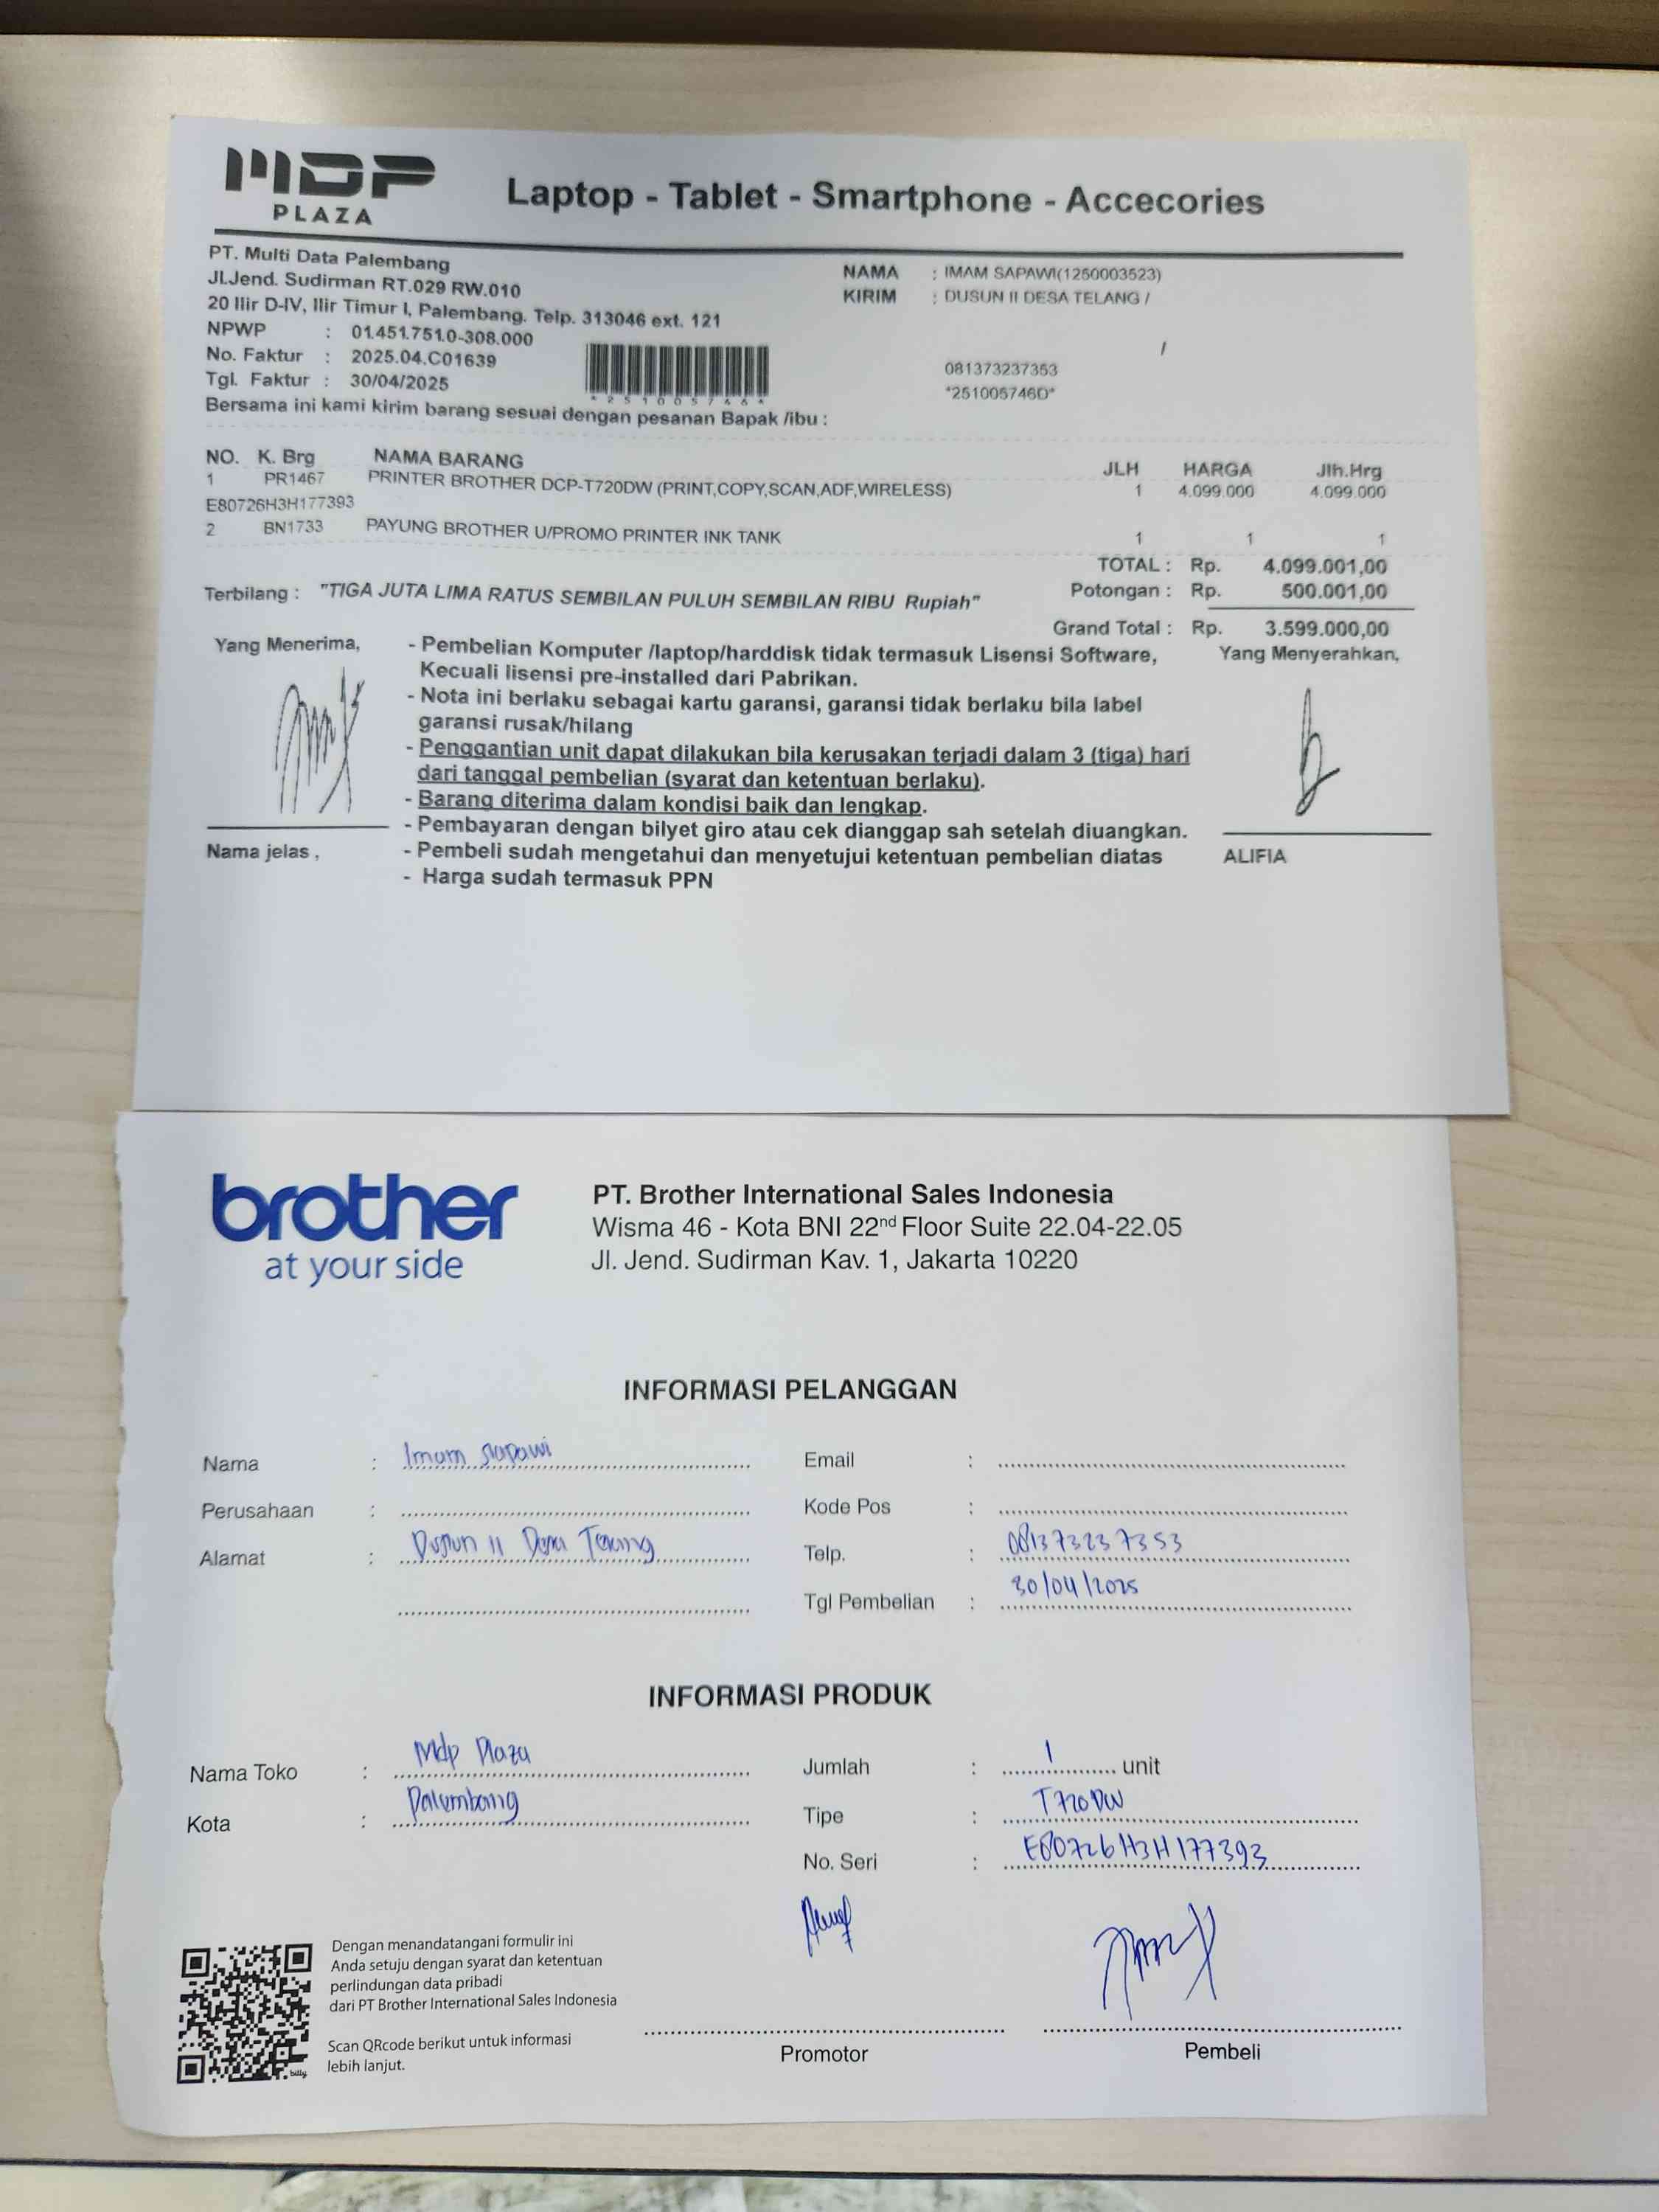 MDP
PLAZA
Laptop - Tablet - Smartphone - Accecories
PT. Multi Data Palembang
Jl.Jend. Sudirman RT.029 RW.010
20 Ilir D-IV, Ilir Timur I, Palembang. Telp. 313046 ext. 121
NPWP : 01.451.751.0-308.000
No. Faktur : 2025.04.C01639
Tgl. Faktur : 30/04/2025
NAMA : IMAM SAPAWI(1250003523)
KIRIM : DUSUN II DESA TELANG /
/
081373237353
*251005746D*
Bersama ini kami kirim barang sesuai dengan pesanan Bapak /ibu :
NO. K. Brg NAMA BARANG JLH HARGA Jlh.Hrg
1 PR1467 PRINTER BROTHER DCP-T720DW (PRINT,COPY,SCAN,ADF,WIRELESS) 1 4.099.000 4.099.000
E80726H3H177393
2 BN1733 PAYUNG BROTHER U/PROMO PRINTER INK TANK 1 1 1
TOTAL : Rp. 4.099.001,00
Terbilang : "TIGA JUTA LIMA RATUS SEMBILAN PULUH SEMBILAN RIBU Rupiah" Potongan : Rp. 500.001,00
Grand Total : Rp. 3.599.000,00
Yang Menerima,
- Pembelian Komputer /laptop/harddisk tidak termasuk Lisensi Software,
Kecuali lisensi pre-installed dari Pabrikan.
- Nota ini berlaku sebagai kartu garansi, garansi tidak berlaku bila label
garansi rusak/hilang
- Penggantian unit dapat dilakukan bila kerusakan terjadi dalam 3 (tiga) hari
dari tanggal pembelian (syarat dan ketentuan berlaku).
- Barang diterima dalam kondisi baik dan lengkap.
- Pembayaran dengan bilyet giro atau cek dianggap sah setelah diuangkan.
- Pembeli sudah mengetahui dan menyetujui ketentuan pembelian diatas
- Harga sudah termasuk PPN
Nama jelas ,
Yang Menyerahkan,
ALIFIA
brother
at your side
PT. Brother International Sales Indonesia
Wisma 46 - Kota BNI 22nd Floor Suite 22.04-22.05
Jl. Jend. Sudirman Kav. 1, Jakarta 10220
INFORMASI PELANGGAN
Nama : Imam Sapawi
Perusahaan :
Alamat : Dusun II Desa Telang
Email :
Kode Pos :
Telp. : 081373237353
Tgl Pembelian : 30/04/2025
INFORMASI PRODUK
Nama Toko : Mdp Plaza
Kota : Palembang
Jumlah : 1 unit
Tipe : T720DW
No. Seri : E80726H3H177393
Dengan menandatangani formulir ini
Anda setuju dengan syarat dan ketentuan
perlindungan data pribadi
dari PT Brother International Sales Indonesia
Scan QRcode berikut untuk informasi
lebih lanjut.
bitly
Promotor
Pembeli